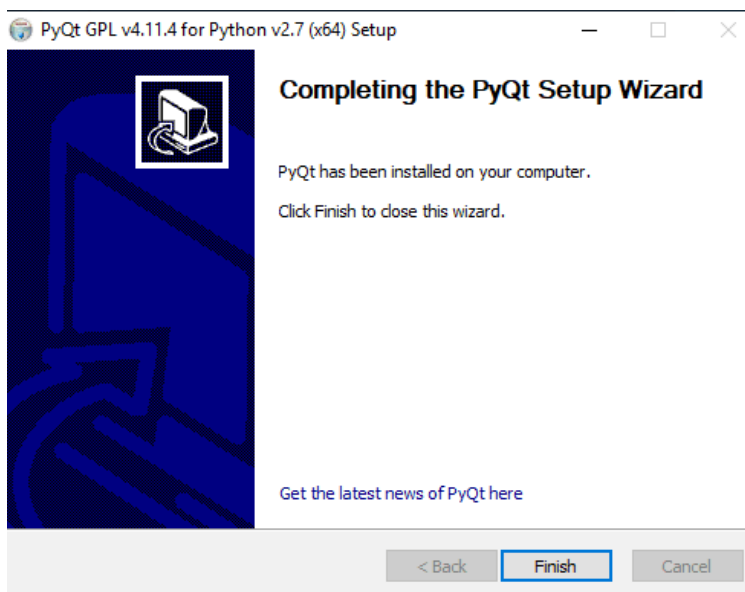 PyQt GPL v4.11.4 for Python v2.7 (x64) Setup
Completing the PyQt Setup Wizard
PyQt has been installed on your computer.
Click Finish to close this wizard.
Get the latest news of PyQt here
< Back Finish Cancel